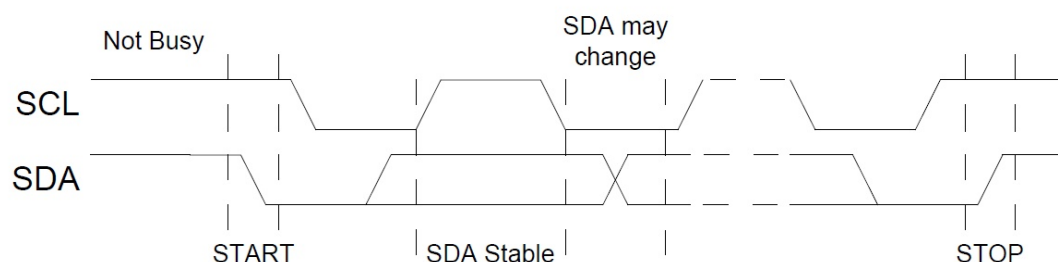 SDA may
Not Busy
change
SCL
SDA
START
SDA Stable
STOP